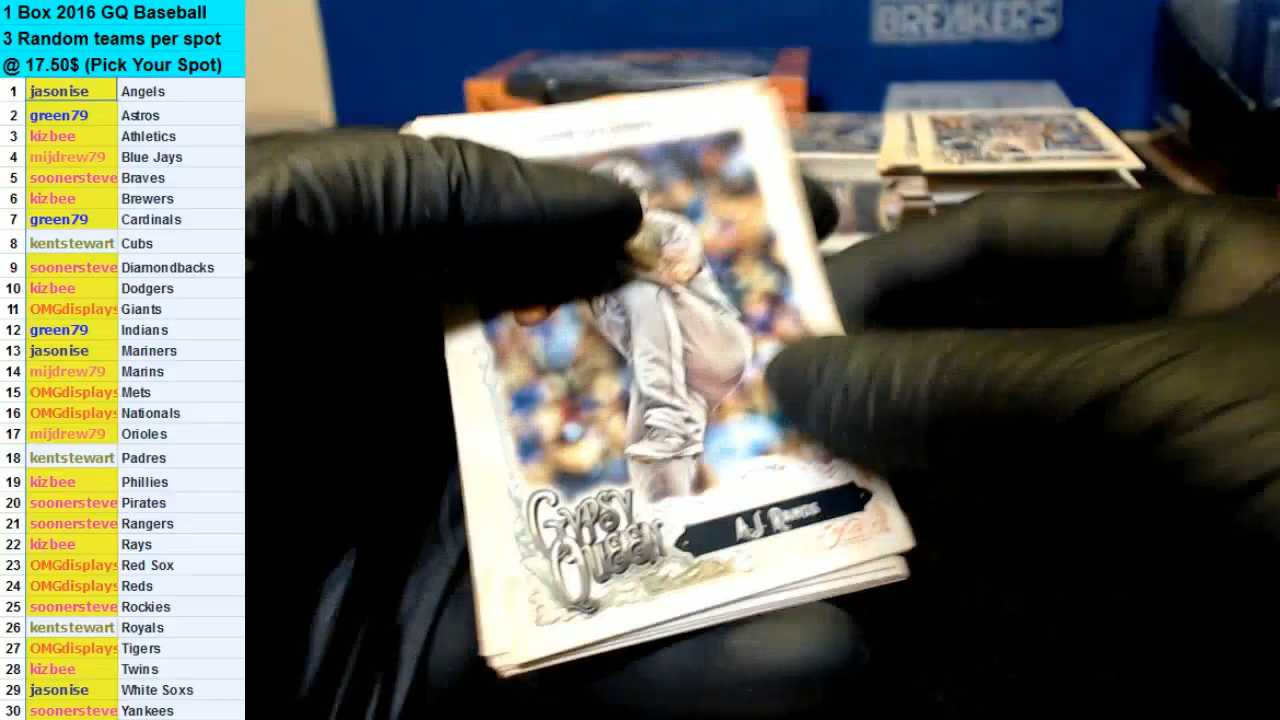 1 Box 2016 GQ Baseball
3 Random teams per spot
@ 17.50$ (Pick Your Spot)
1 jasonise Angels
2 green79 Astros
3 kizbee Athletics
4 mijdrew79 Blue Jays
5 soonersteve Braves
6 kizbee Brewers
7 green79 Cardinals
8 kentstewart Cubs
9 soonersteve Diamondbacks
10 kizbee Dodgers
11 OMGdisplays Giants
12 green79 Indians
13 jasonise Mariners
14 mijdrew79 Marins
15 OMGdisplays Mets
16 OMGdisplays Nationals
17 mijdrew79 Orioles
18 kentstewart Padres
19 kizbee Phillies
20 soonersteve Pirates
21 soonersteve Rangers
22 kizbee Rays
23 OMGdisplays Red Sox
24 OMGdisplays Reds
25 soonersteve Rockies
26 kentstewart Royals
27 OMGdisplays Tigers
28 kizbee Twins
29 jasonise White Soxs
30 soonersteve Yankees
BREAKERS
GYPSY
QUEEN
A.J.